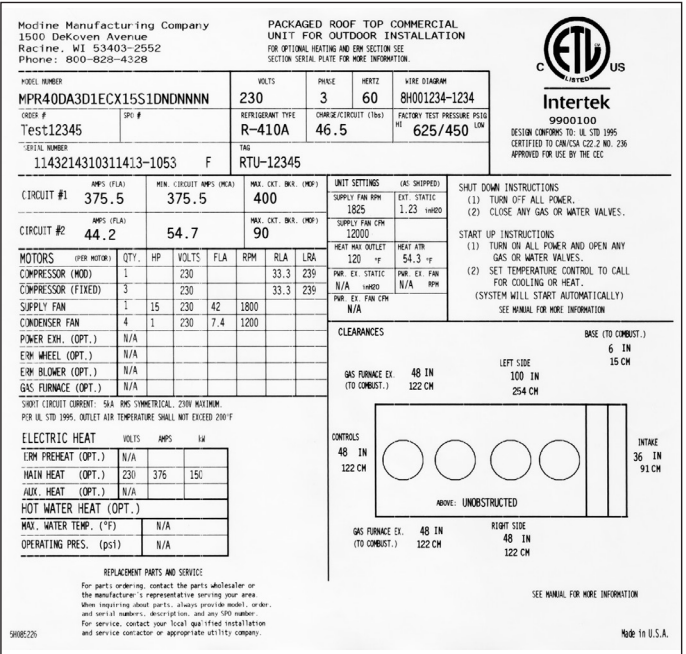 Modine Manufacturing Company
1500 DeKoven Avenue
Racine, WI 53403-2552
Phone: 800-828-4328
PACKAGED ROOF TOP COMMERCIAL
UNIT FOR OUTDOOR INSTALLATION
FOR OPTIONAL HEATING AND ERM SECTION SEE
SECTION SERIAL PLATE FOR MORE INFORMATION.
C ETL US
LISTED
Intertek
9900100
DESIGN CONFORMS TO: UL STD 1995
CERTIFIED TO CAN/CSA C22.2 NO. 236
APPROVED FOR USE BY THE CEC
MODEL NUMBER VOLTS PHASE HERTZ WIRE DIAGRAM
MPR40DA3D1ECX15S1DNDNNNN 230 3 60 8H001234-1234
ORDER # SPO # REFRIGERANT TYPE CHARGE/CIRCUIT (lbs) FACTORY TEST PRESSURE PSIG
Test12345 R-410A 46.5 HI 625/450 LOW
SERIAL NUMBER TAG
1143214310311413-1053 F RTU-12345
AMPS (FLA) MIN. CIRCUIT AMPS (MCA) MAX. CKT. BKR. (MOP)
CIRCUIT #1 375.5 375.5 400
AMPS (FLA) MAX. CKT. BKR. (MOP)
CIRCUIT #2 44.2 54.7 90
MOTORS (PER MOTOR) QTY. HP VOLTS FLA RPM RLA LRA
COMPRESSOR (MOD) 1 230 33.3 239
COMPRESSOR (FIXED) 3 230 33.3 239
SUPPLY FAN 1 15 230 42 1800
CONDENSER FAN 4 1 230 7.4 1200
POWER EXH. (OPT.) N/A
ERM WHEEL (OPT.) N/A
ERM BLOWER (OPT.) N/A
GAS FURNACE (OPT.) N/A
SHORT CIRCUIT CURRENT: 5kA RMS SYMMETRICAL, 230V MAXIMUM.
PER UL STD 1995, OUTLET AIR TEMPERATURE SHALL NOT EXCEED 200°F
UNIT SETTINGS (AS SHIPPED)
SUPPLY FAN RPM EXT. STATIC
1825 1.23 inH2O
SUPPLY FAN CFM
12000
HEAT MAX OUTLET HEAT ATR
120 °F 54.3 °F
PWR. EX. STATIC PWR. EX. FAN
N/A inH2O N/A RPM
PWR. EX. FAN CFM
N/A
SHUT DOWN INSTRUCTIONS
(1) TURN OFF ALL POWER.
(2) CLOSE ANY GAS OR WATER VALVES.
START UP INSTRUCTIONS
(1) TURN ON ALL POWER AND OPEN ANY
GAS OR WATER VALVES.
(2) SET TEMPERATURE CONTROL TO CALL
FOR COOLING OR HEAT.
(SYSTEM WILL START AUTOMATICALLY)
SEE MANUAL FOR MORE INFORMATION
ELECTRIC HEAT VOLTS AMPS kW
ERM PREHEAT (OPT.) N/A
MAIN HEAT (OPT.) 230 376 150
AUX. HEAT (OPT.) N/A
HOT WATER HEAT (OPT.)
MAX. WATER TEMP. (°F) N/A
OPERATING PRES. (psi) N/A
REPLACEMENT PARTS AND SERVICE
For parts ordering, contact the parts wholesaler or
the manufacturer's representative serving your area.
When inquiring about parts, always provide model, order,
and serial numbers, description, and any SPO number.
For service, contact your local qualified installation
and service contactor or appropriate utility company.
5H085226
CLEARANCES
BASE (TO COMBUST.)
6 IN
15 CM
GAS FURNACE EX. 48 IN
(TO COMBUST.) 122 CM
LEFT SIDE
100 IN
254 CM
CONTROLS
48 IN
122 CM
INTAKE
36 IN
91 CM
ABOVE: UNOBSTRUCTED
GAS FURNACE EX. 48 IN
(TO COMBUST.) 122 CM
RIGHT SIDE
48 IN
122 CM
SEE MANUAL FOR MORE INFORMATION
Made in U.S.A.